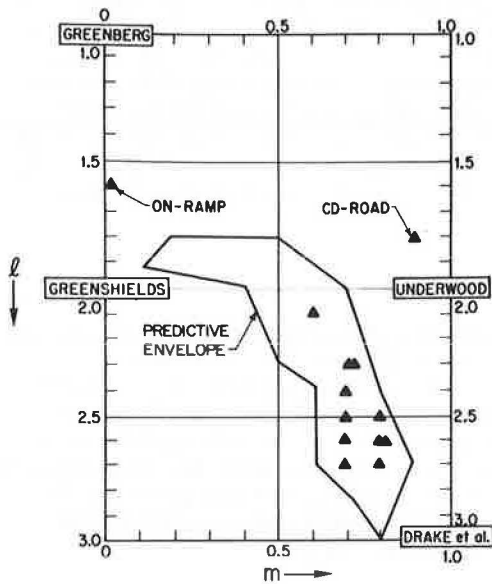 0 0.5 1.0
GREENBERG
1.0 1.0
1.5 1.5
ON-RAMP CD-ROAD
ℓ
GREENSHIELDS UNDERWOOD
2.0 2.0
PREDICTIVE
ENVELOPE
2.5 2.5
3.0 3.0
DRAKE et al.
0 0.5 1.0
m